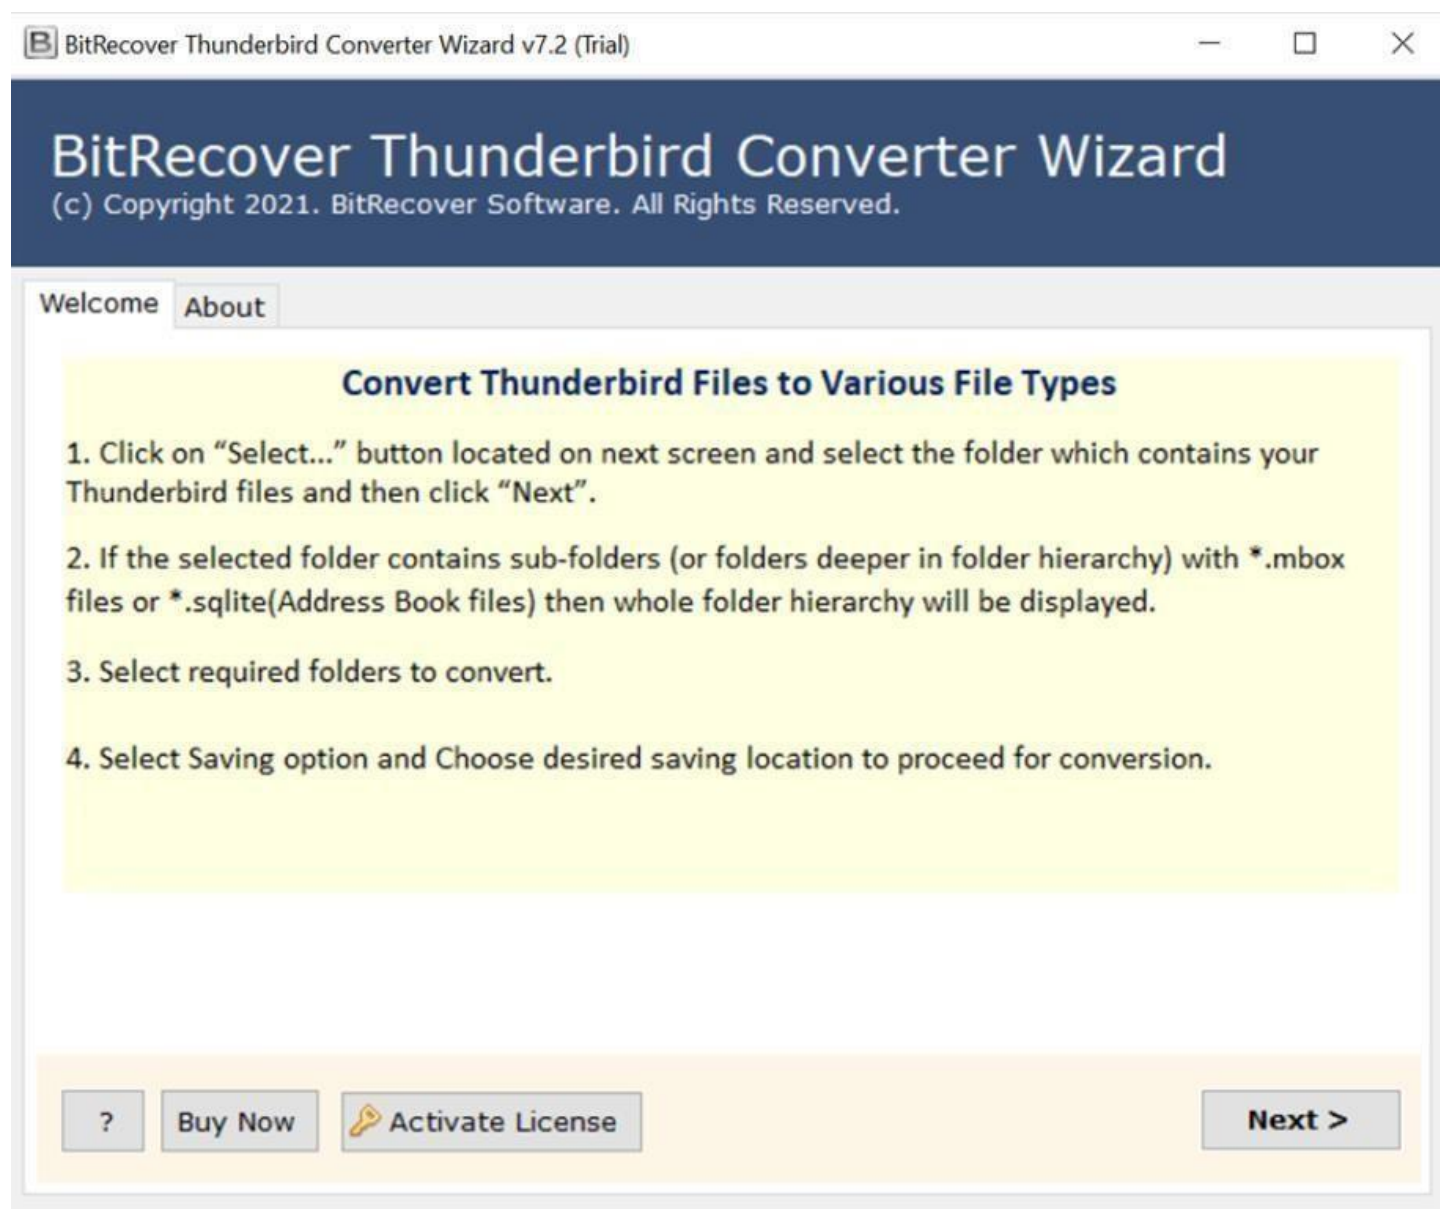 B BitRecover Thunderbird Converter Wizard v7.2 (Trial)
BitRecover Thunderbird Converter Wizard
(c) Copyright 2021. BitRecover Software. All Rights Reserved.
Welcome About
Convert Thunderbird Files to Various File Types
1. Click on “Select...” button located on next screen and select the folder which contains your
Thunderbird files and then click “Next”.
2. If the selected folder contains sub-folders (or folders deeper in folder hierarchy) with *.mbox
files or *.sqlite(Address Book files) then whole folder hierarchy will be displayed.
3. Select required folders to convert.
4. Select Saving option and Choose desired saving location to proceed for conversion.
? Buy Now Activate License Next >